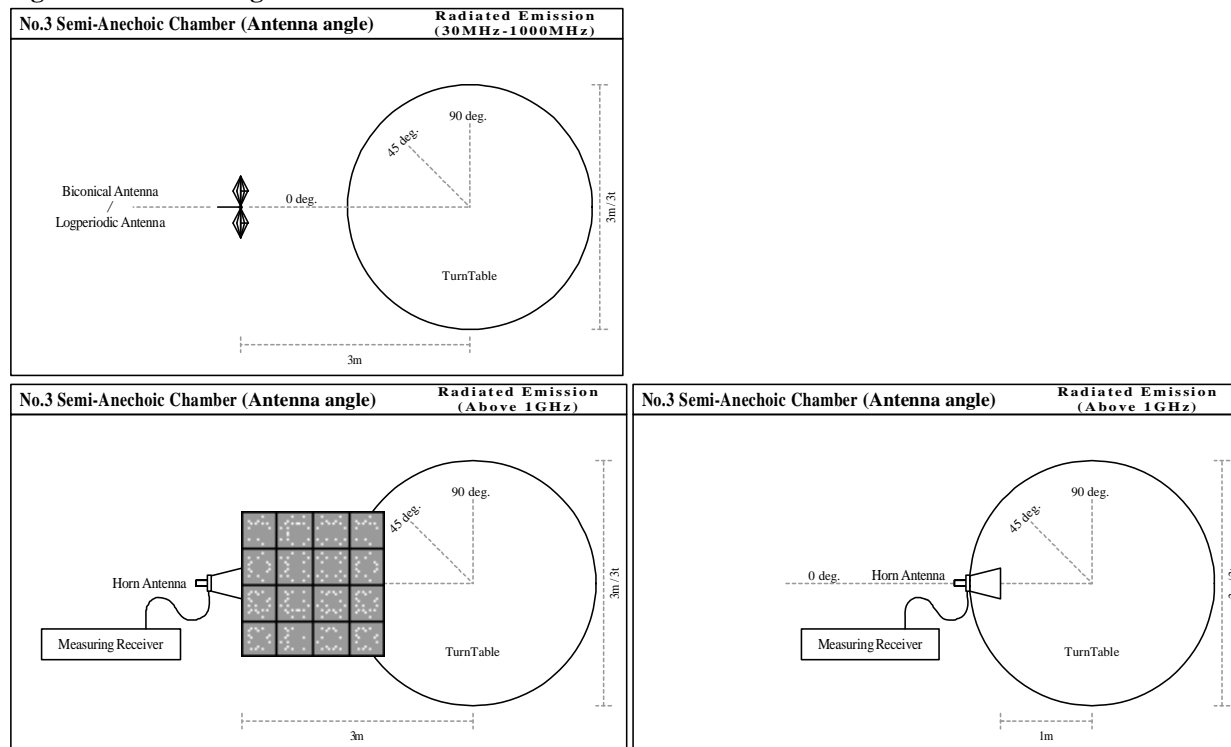 No.3 Semi-Anechoic Chamber (Antenna angle)
Radiated Emission
(30MHz-1000MHz)
90 deg.
45 deg.
0 deg.
Biconical Antenna
/
Logperiodic Antenna
TurnTable
3m/3t
3m
No.3 Semi-Anechoic Chamber (Antenna angle)
Radiated Emission
(Above 1GHz)
90 deg.
45 deg.
Horn Antenna
Measuring Receiver
TurnTable
3m/3t
3m
No.3 Semi-Anechoic Chamber (Antenna angle)
Radiated Emission
(Above 1GHz)
90 deg.
45 deg.
0 deg.
Horn Antenna
Measuring Receiver
TurnTable
1m